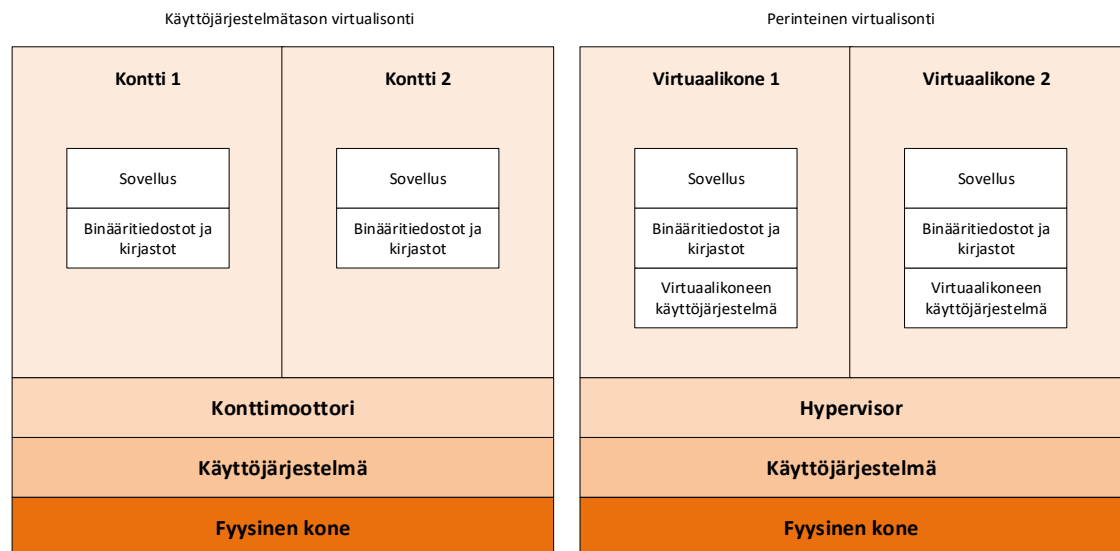 Käyttöjärjestelmätason virtualisonti
Kontti 1
Kontti 2
Sovellus
Binääritiedostot ja
kirjastot
Sovellus
Binääritiedostot ja
kirjastot
Konttimoottori
Käyttöjärjestelmä
Fyysinen kone
Perinteinen virtualisonti
Virtuaalikone 1
Virtuaalikone 2
Sovellus
Binääritiedostot ja
kirjastot
Virtuaalikoneen
käyttöjärjestelmä
Sovellus
Binääritiedostot ja
kirjastot
Virtuaalikoneen
käyttöjärjestelmä
Hypervisor
Käyttöjärjestelmä
Fyysinen kone